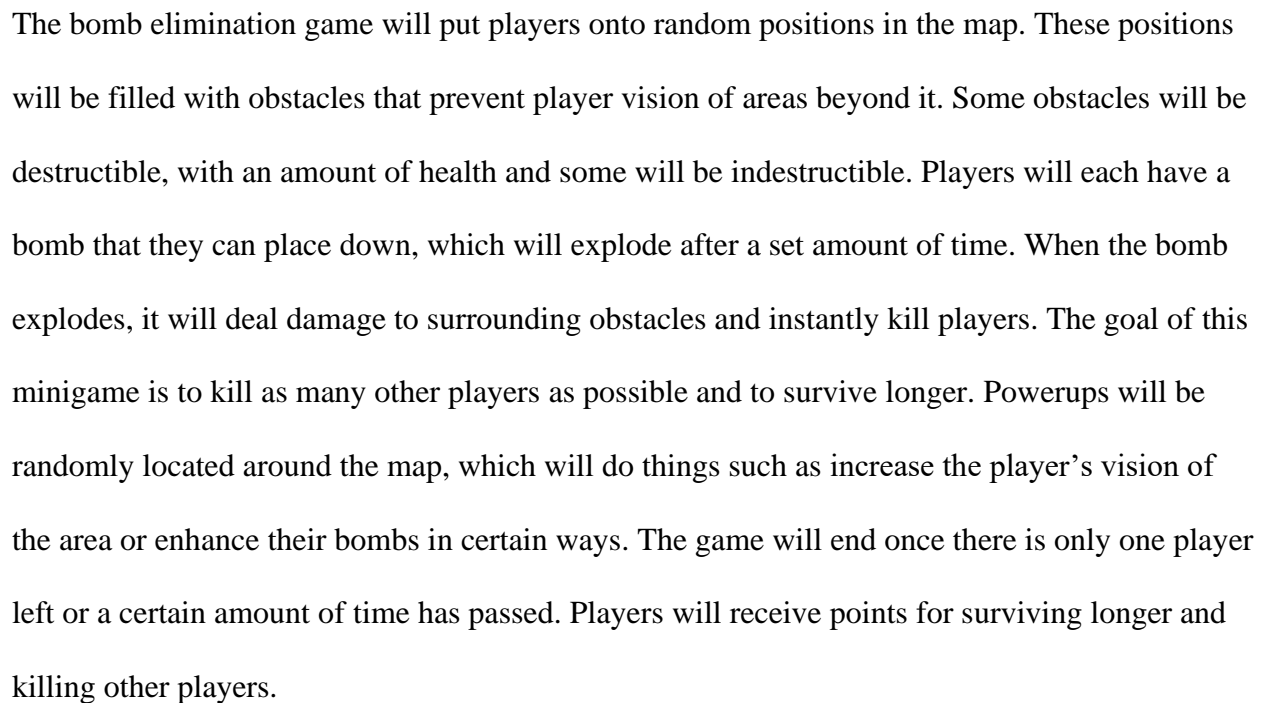 The bomb elimination game will put players onto random positions in the map. These positions
will be filled with obstacles that prevent player vision of areas beyond it. Some obstacles will be
destructible, with an amount of health and some will be indestructible. Players will each have a
bomb that they can place down, which will explode after a set amount of time. When the bomb
explodes, it will deal damage to surrounding obstacles and instantly kill players. The goal of this
minigame is to kill as many other players as possible and to survive longer. Powerups will be
randomly located around the map, which will do things such as increase the player’s vision of
the area or enhance their bombs in certain ways. The game will end once there is only one player
left or a certain amount of time has passed. Players will receive points for surviving longer and
killing other players.